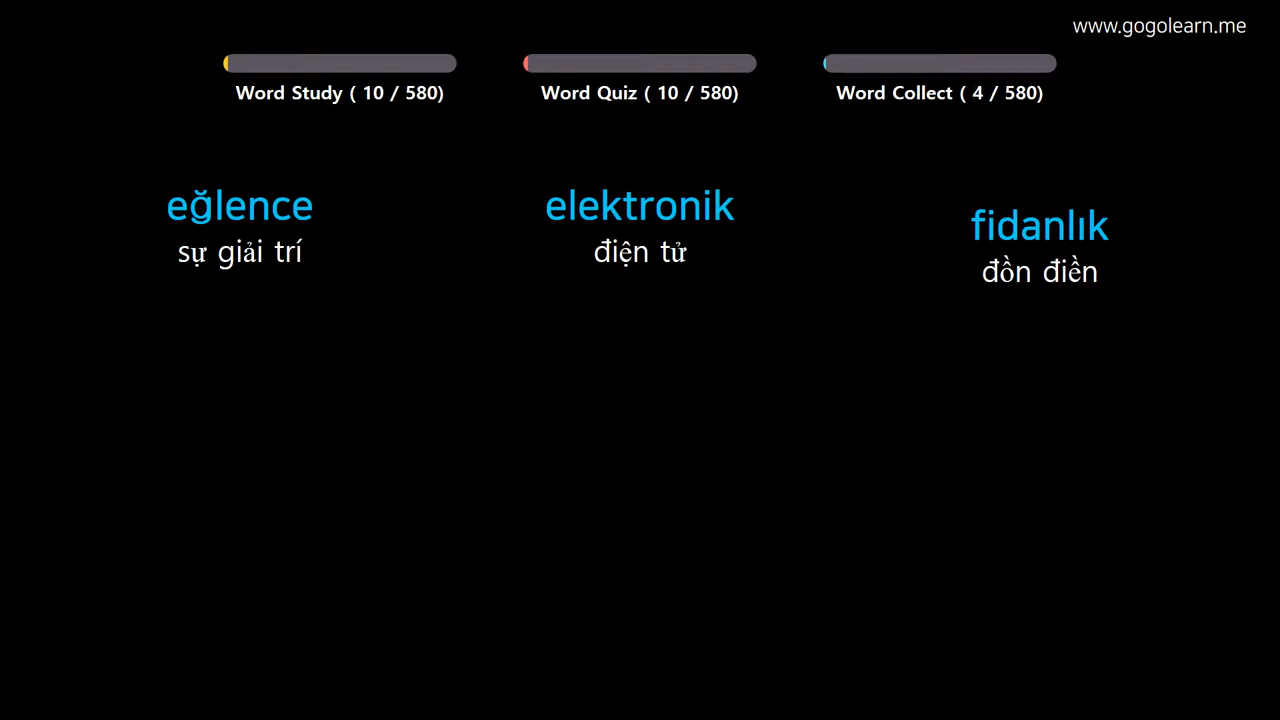 www.gogolearn.me
Word Study ( 10 / 580)
Word Quiz ( 10 / 580)
Word Collect ( 4 / 580)
eğlence
sự giải trí
elektronik
điện tử
fidanlık
đồn điền